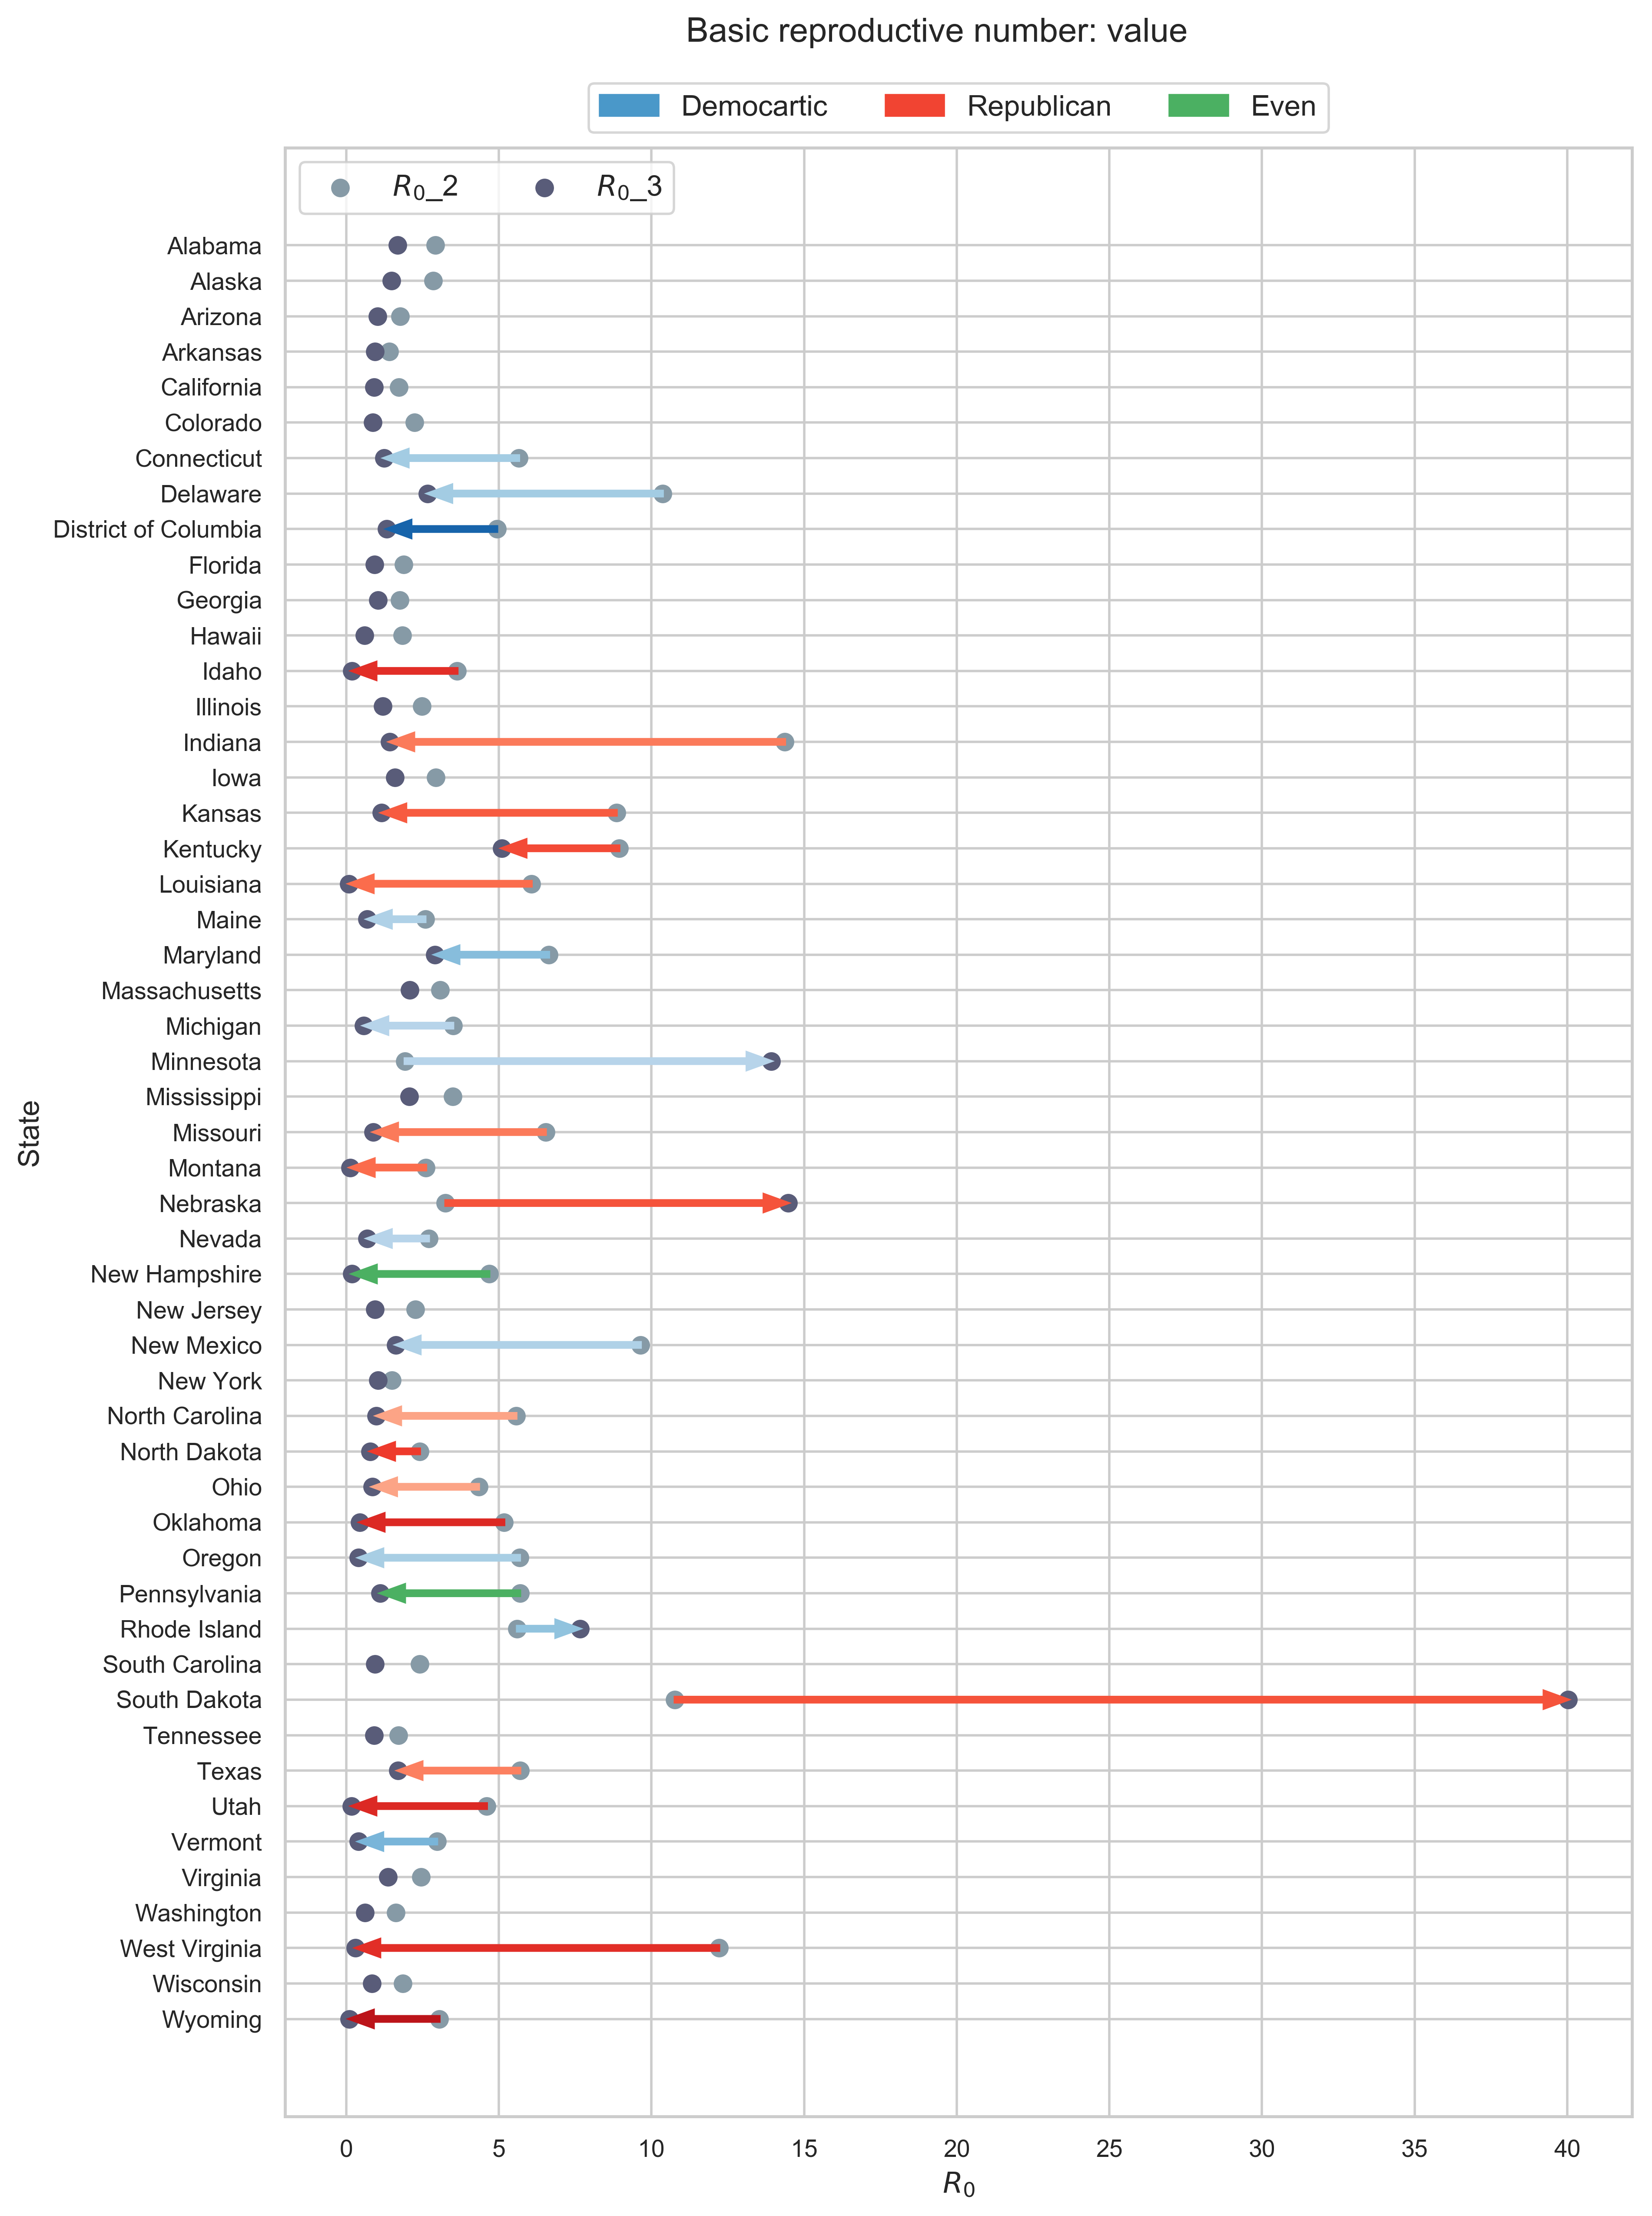 Basic reproductive number: value
Democartic Republican Even
R₀_2 R₀_3
Alabama
Alaska
Arizona
Arkansas
California
Colorado
Connecticut
Delaware
District of Columbia
Florida
Georgia
Hawaii
Idaho
Illinois
Indiana
Iowa
Kansas
Kentucky
Louisiana
Maine
Maryland
Massachusetts
Michigan
Minnesota
Mississippi
Missouri
Montana
Nebraska
Nevada
New Hampshire
New Jersey
New Mexico
New York
North Carolina
North Dakota
Ohio
Oklahoma
Oregon
Pennsylvania
Rhode Island
South Carolina
South Dakota
Tennessee
Texas
Utah
Vermont
Virginia
Washington
West Virginia
Wisconsin
Wyoming
State
0 5 10 15 20 25 30 35 40
R₀